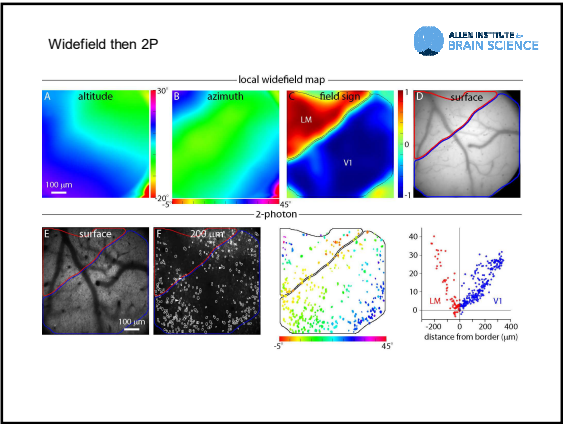 Widefield then 2P
ALLEN INSTITUTE for
BRAIN SCIENCE
local widefield map
A altitude
30°
-20°
100 µm
B azimuth
-5°
45°
C field sign
LM
V1
1
0
-1
D surface
2-photon
E surface
100 µm
F 200 µm
-5°
45°
40
30
20
10
0
LM
V1
-200 0 200 400
distance from border (µm)